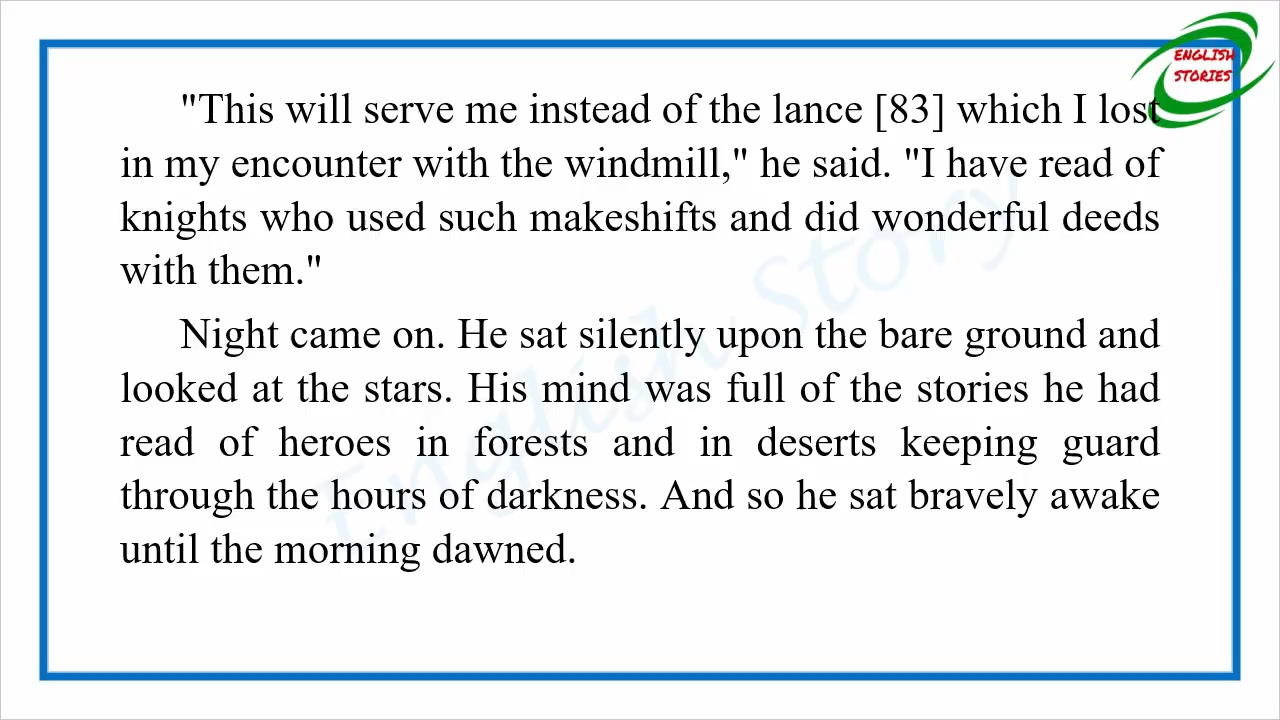 ENGLISH
STORIES
"This will serve me instead of the lance [83] which I lost
in my encounter with the windmill," he said. "I have read of
knights who used such makeshifts and did wonderful deeds
with them."
Night came on. He sat silently upon the bare ground and
looked at the stars. His mind was full of the stories he had
read of heroes in forests and in deserts keeping guard
through the hours of darkness. And so he sat bravely awake
until the morning dawned.
English Story